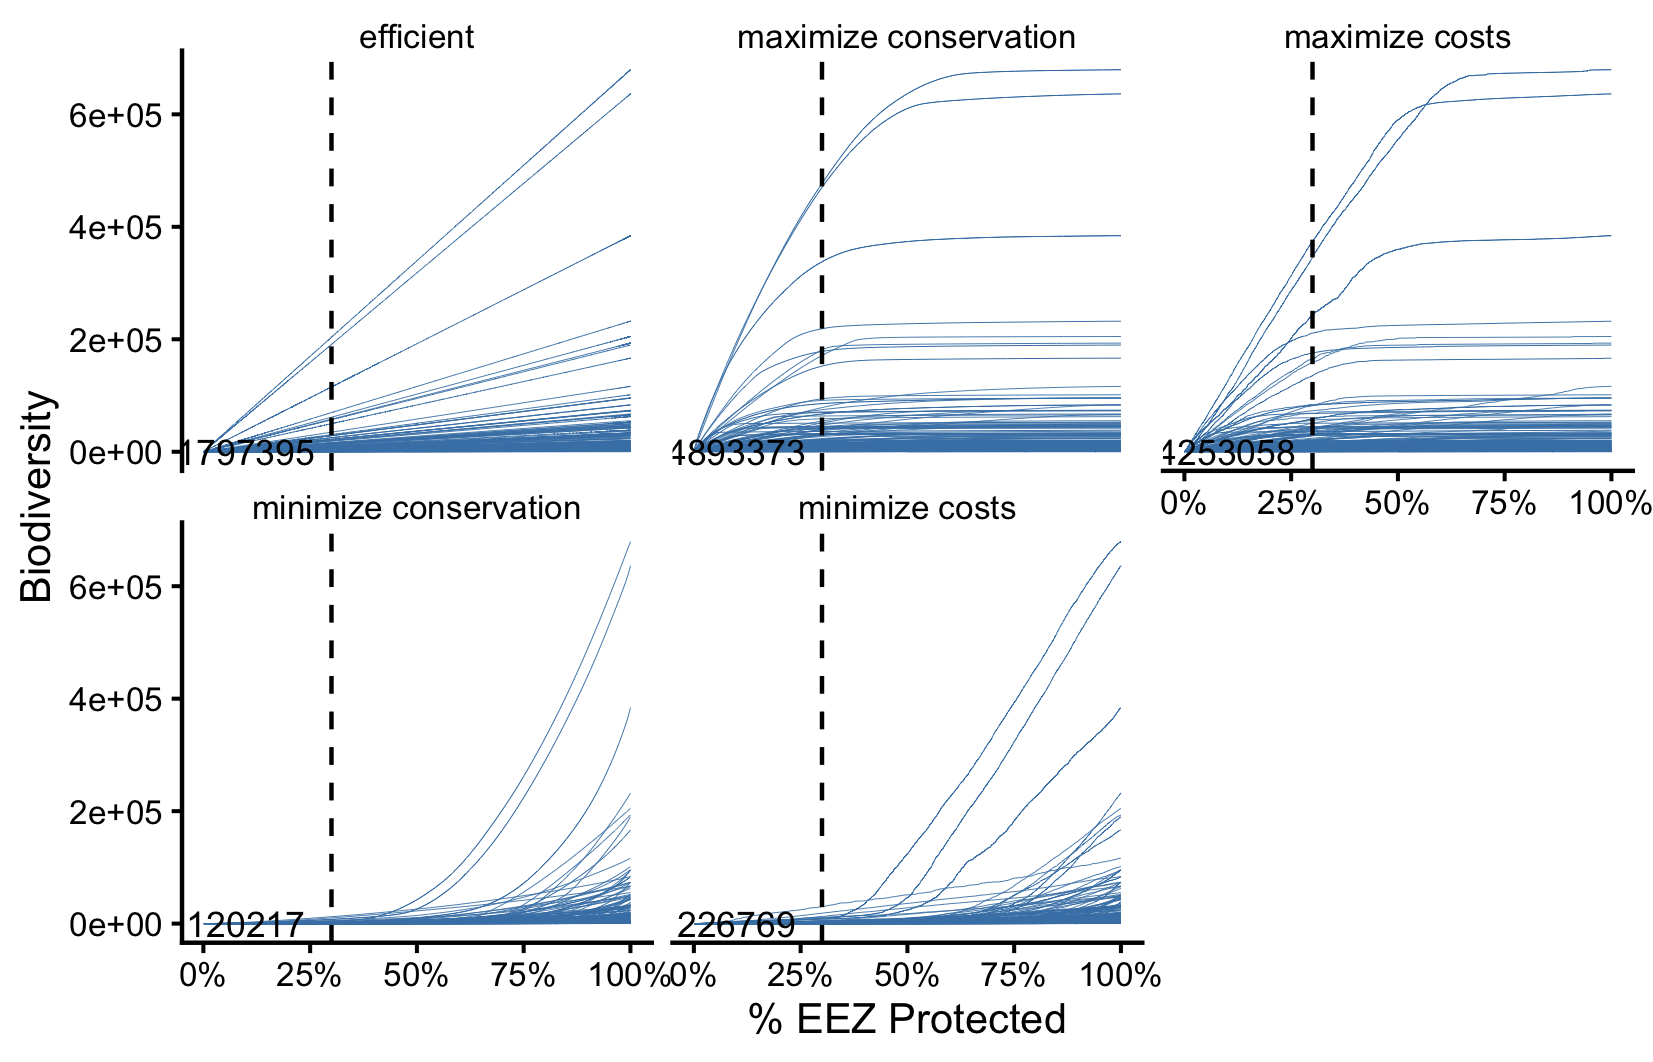 efficient
maximize conservation
maximize costs
6e+05
4e+05
2e+05
0e+00
1797395
4893373
4253058
0%
25%
50%
75%
100%
minimize conservation
minimize costs
6e+05
4e+05
2e+05
0e+00
120217
226769
0%
25%
50%
75%
100%
0%
25%
50%
75%
100%
Biodiversity
% EEZ Protected